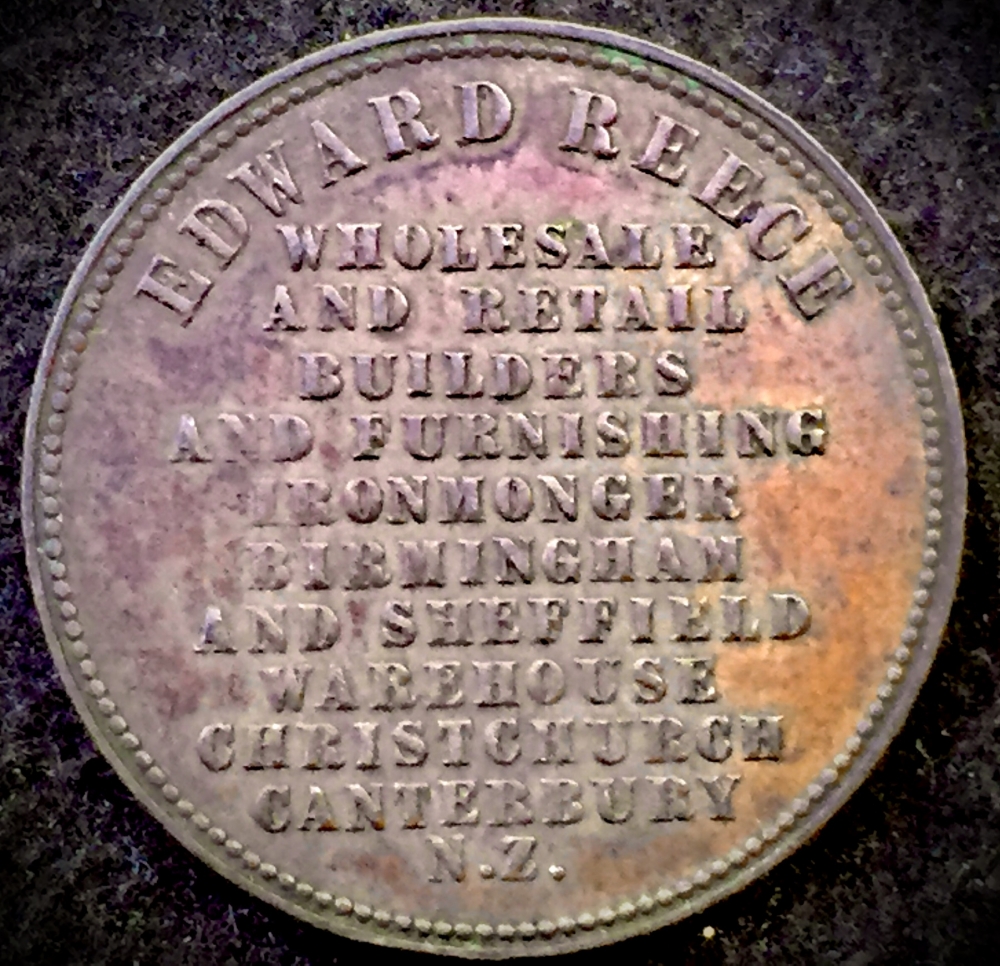 EDWARD REECE
WHOLESALE
AND RETAIL
BUILDERS
AND FURNISHING
IRONMONGER
BIRMINGHAM
AND SHEFFIELD
WAREHOUSE
CHRISTCHURCH
CANTERBURY
N.Z.